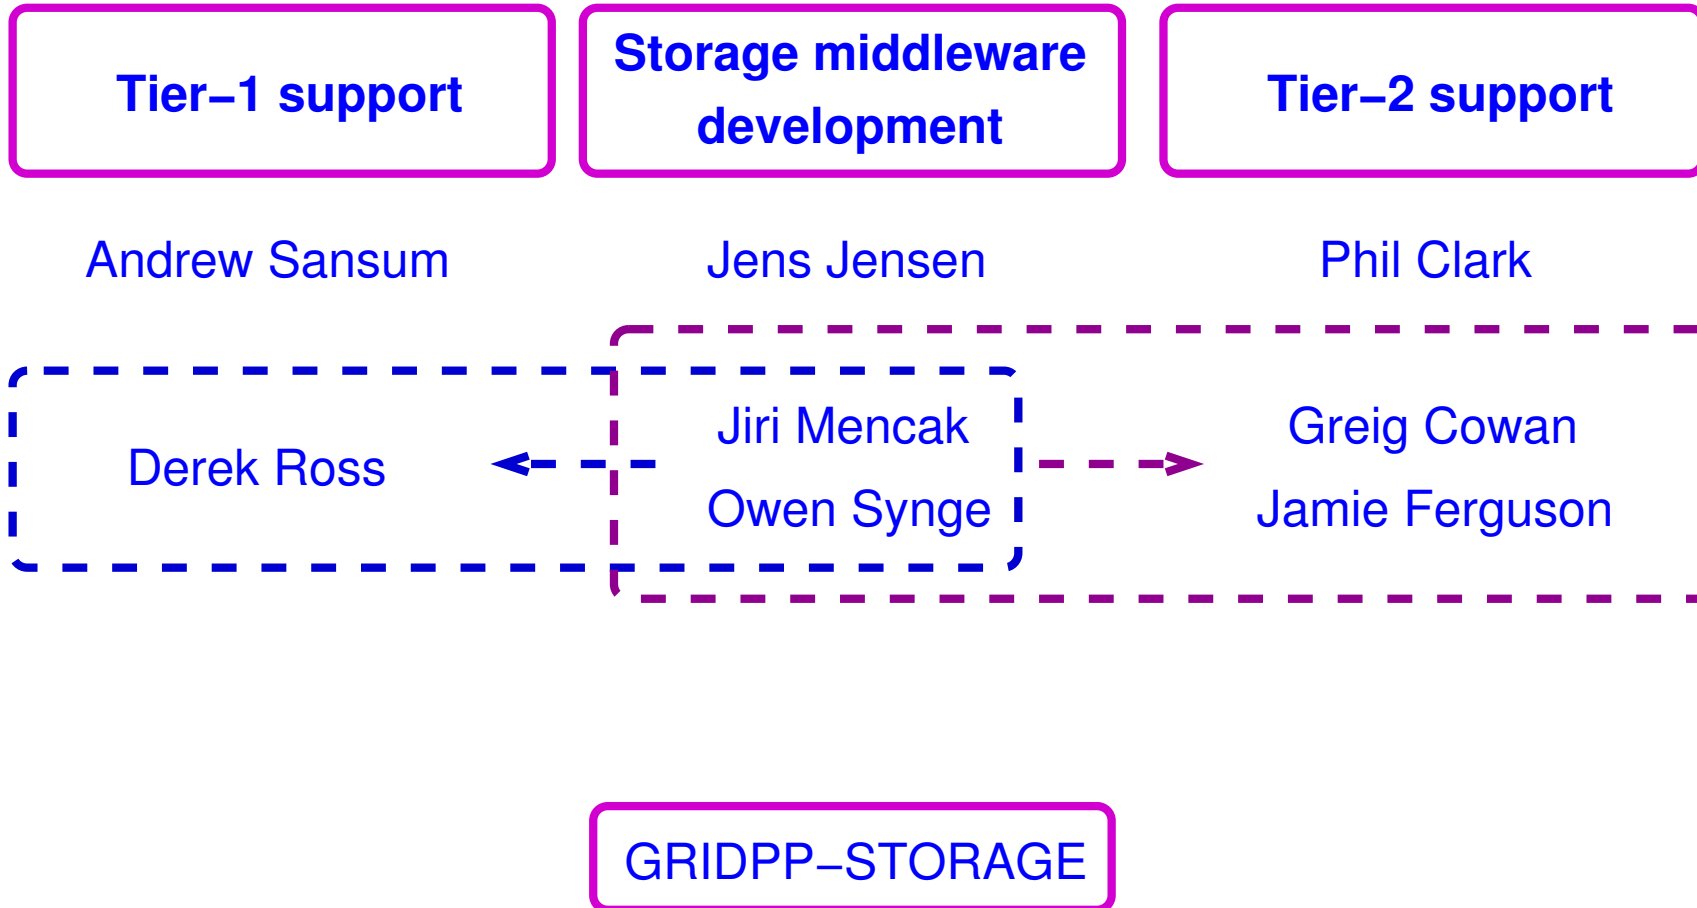 Tier−1 support
Storage middleware
development
Tier−2 support
Andrew Sansum
Jens Jensen
Phil Clark
Derek Ross
Jiri Mencak
Owen Synge
Greig Cowan
Jamie Ferguson
GRIDPP−STORAGE